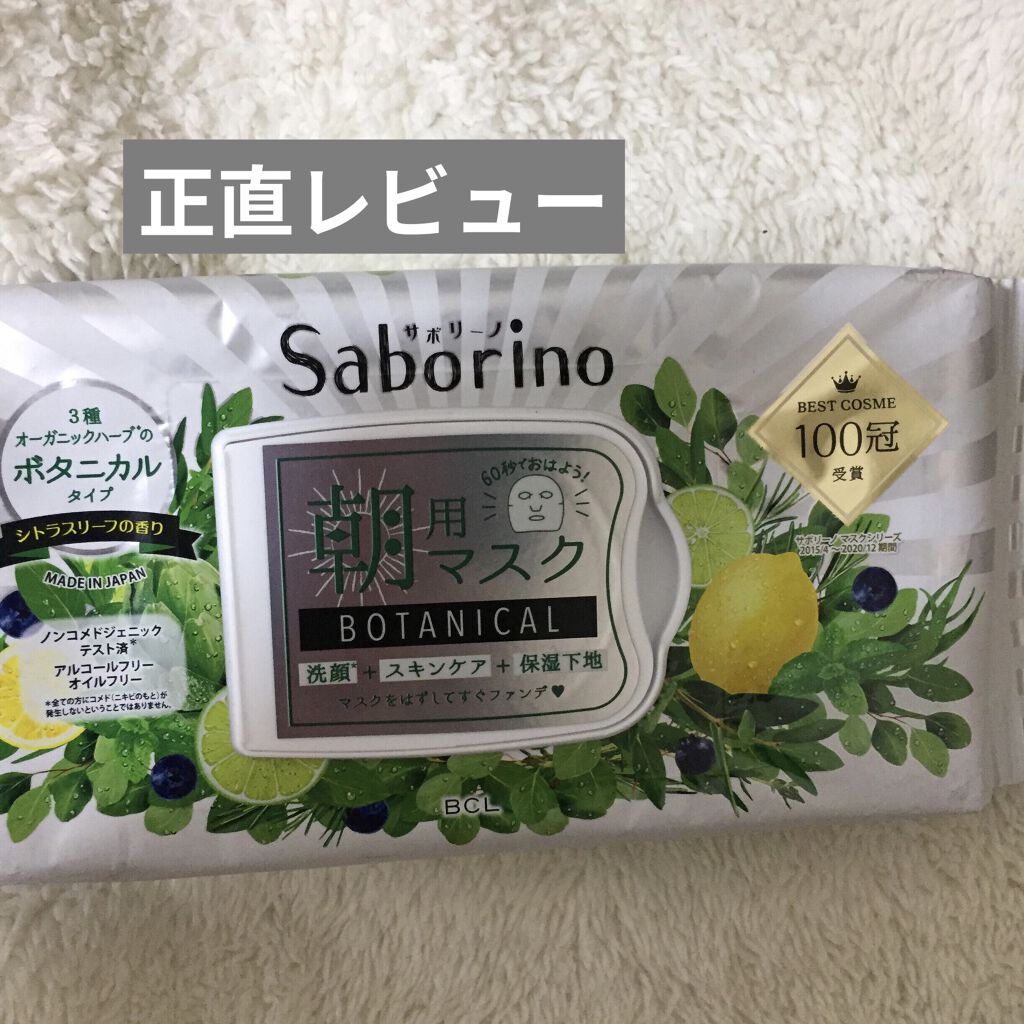 正直レビュー
サボリーノ
Saborino
3種
オーガニックハーブ*の
ボタニカル
タイプ
シトラスリーフの香り
MADE IN JAPAN
ノンコメドジェニック
テスト済*
アルコールフリー
オイルフリー
*全ての方にコメド(ニキビのもと)が
発生しないということではありません。
60秒でおはよう!
朝用
マスク
BOTANICAL
洗顔*+スキンケア+保湿下地
マスクをはずしてすぐファンデ♥
BEST COSME
100冠
受賞
サボリーノ マスクシリーズ
2015/4〜2020/12 期間
BCL